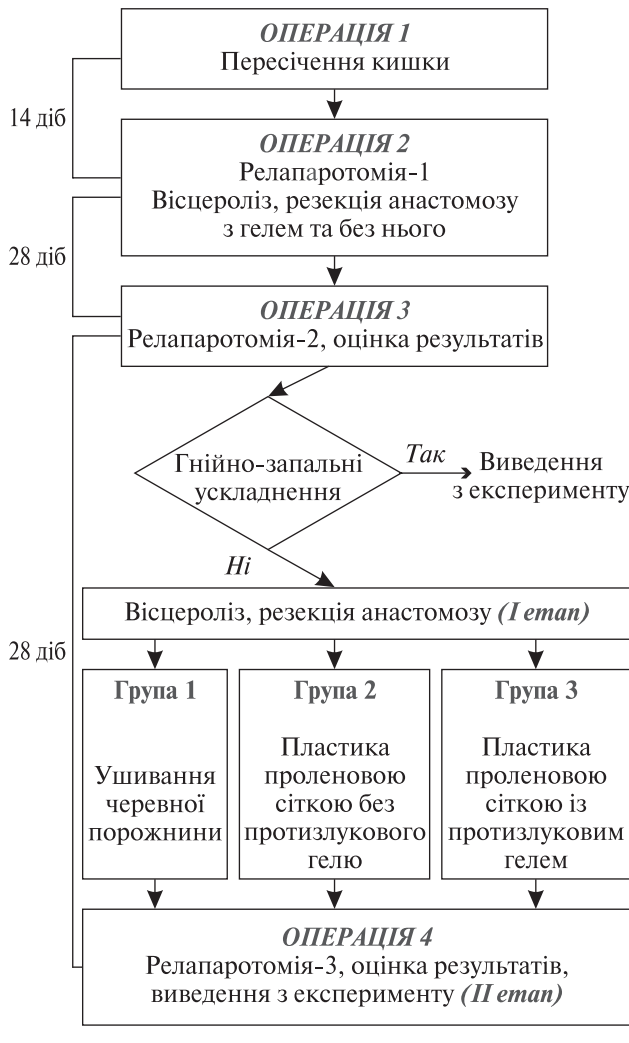 ОПЕРАЦІЯ 1
Пересічення кишки
14 діб
ОПЕРАЦІЯ 2
Релапаротомія-1
Вісцероліз, резекція анастомозу
з гелем та без нього
28 діб
ОПЕРАЦІЯ 3
Релапаротомія-2, оцінка результатів
Гнійно-запальні
ускладнення
Так
Виведення
з експерименту
Ні
Вісцероліз, резекція анастомозу (I етап)
28 діб
Група 1
Ушивання
черевної
порожнини
Група 2
Пластика
проленовою
сіткою без
протизлукового
гелю
Група 3
Пластика
проленовою
сіткою із
протизлуковим
гелем
ОПЕРАЦІЯ 4
Релапаротомія-3, оцінка результатів,
виведення з експерименту (II етап)